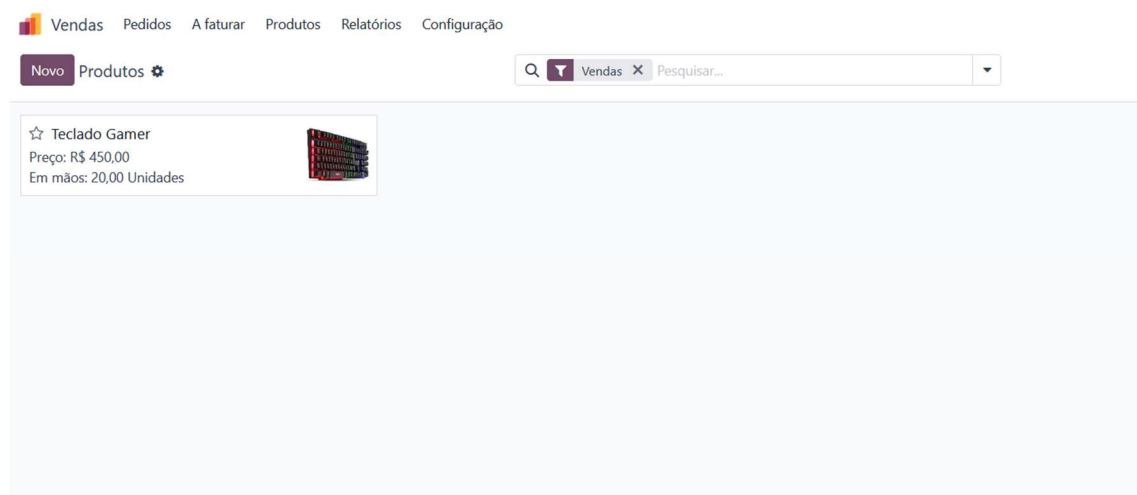 Vendas Pedidos A faturar Produtos Relatórios Configuração
Novo Produtos Vendas Pesquisar...
Teclado Gamer
Preço: R$ 450,00
Em mãos: 20,00 Unidades